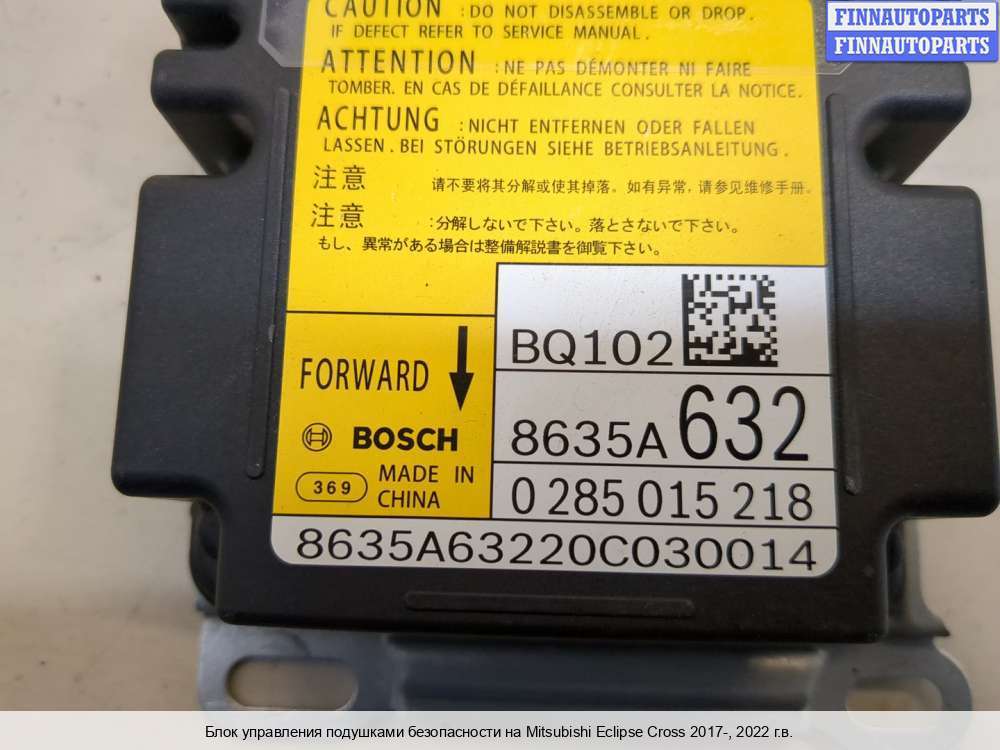 FINNAUTOPARTS
FINNAUTOPARTS
CAUTION :DO NOT DISASSEMBLE OR DROP.
IF DEFECT REFER TO SERVICE MANUAL.
ATTENTION :NE PAS DÉMONTER NI FAIRE
TOMBER. EN CAS DE DÉFAILLANCE CONSULTER LA NOTICE.
ACHTUNG :NICHT ENTFERNEN ODER FALLEN
LASSEN. BEI STÖRUNGEN SIEHE BETRIEBSANLEITUNG.
注意 请不要将其分解或使其掉落。如有异常，请参见维修手册。
注意 :分解しないで下さい。落とさないで下さい。
もし、異常がある場合は整備解説書を御覧下さい。
BQ102
FORWARD
8635A 632
BOSCH
369 MADE IN
CHINA
0 285 015 218
8635A63220C030014
Блок управления подушками безопасности на Mitsubishi Eclipse Cross 2017-, 2022 г.в.